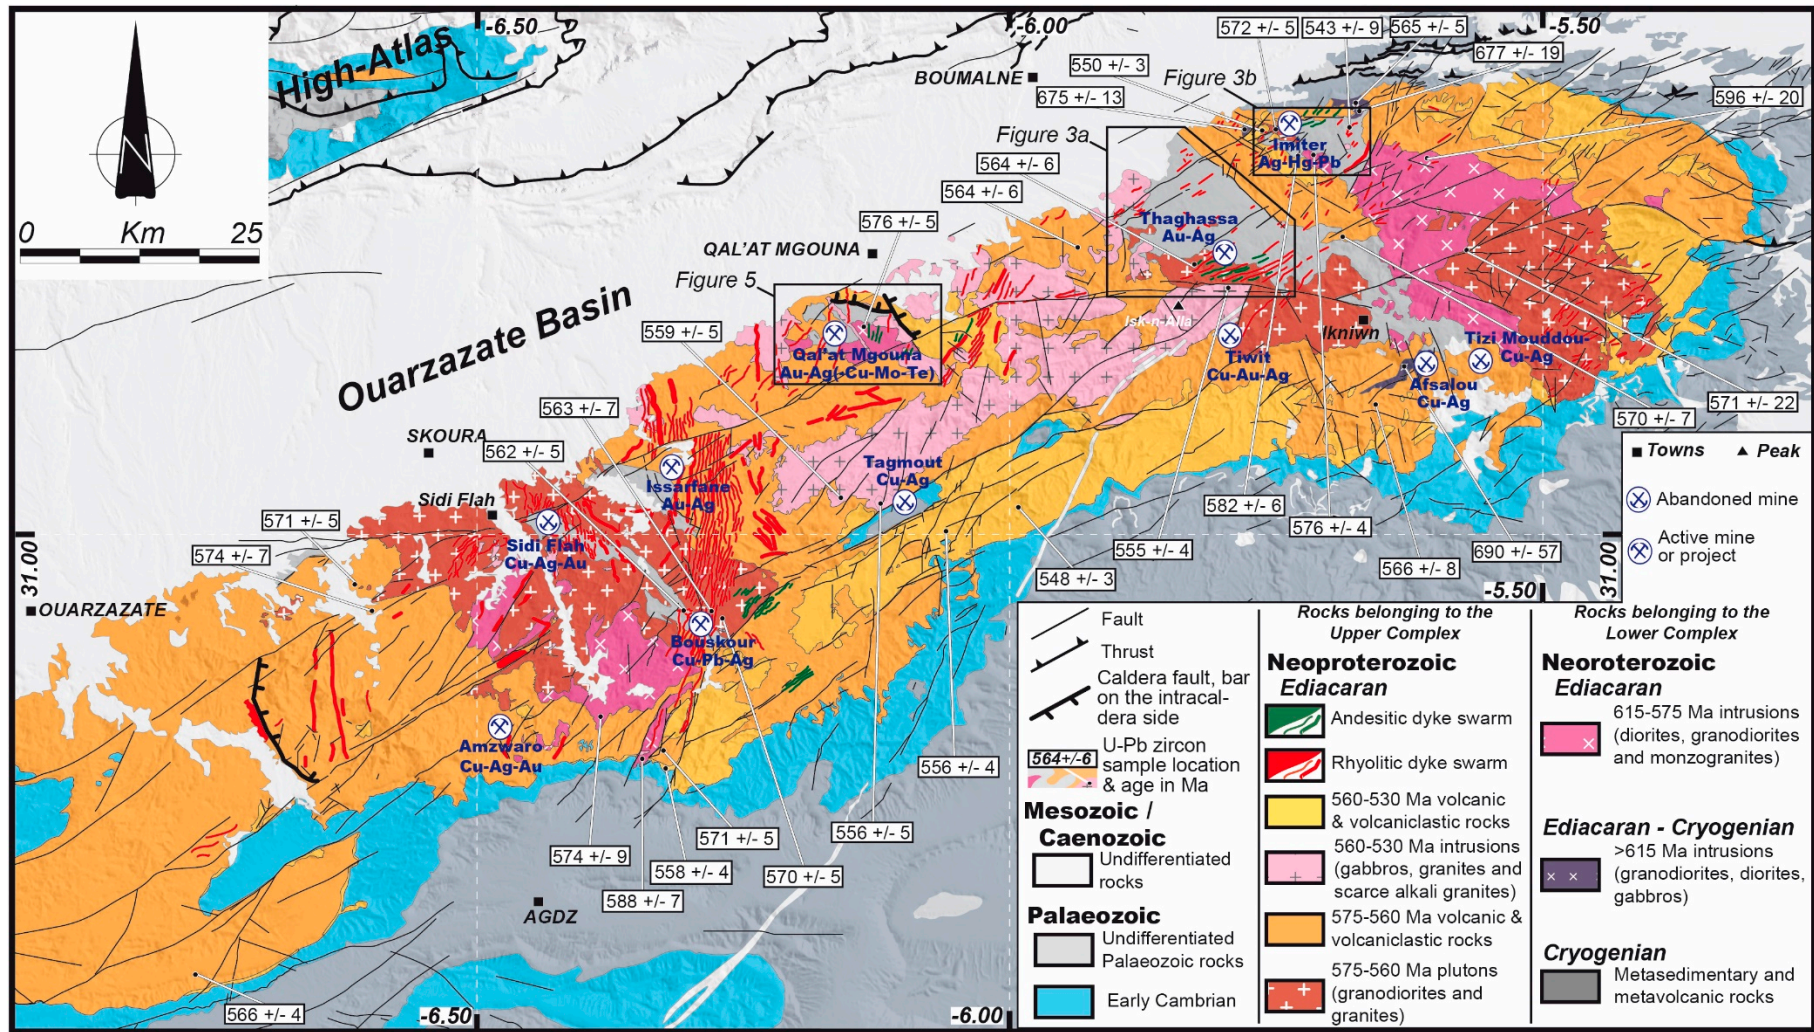 -6.50
-6.00
-5.50
High-Atlas
N
0 Km 25
572 +/- 5
543 +/- 9
565 +/- 5
677 +/- 19
550 +/- 3
BOUMALNE
Figure 3b
675 +/- 13
596 +/- 20
Figure 3a
Imiter
Ag-Hg-Pb
564 +/- 6
564 +/- 6
576 +/- 5
Thaghassa
Au-Ag
QAL'AT MGOUNA
Figure 5
Ouarzazate Basin
559 +/- 5
Isk-n-Alla
Ikniwn
Qal'at Mgouna
Au-Ag(-Cu-Mo-Te)
Tiwit
Cu-Au-Ag
Tizi Mouddou-
Cu-Ag
Afsalou
Cu-Ag
563 +/- 7
570 +/- 7
571 +/- 22
SKOURA
562 +/- 5
Issarfane
Au-Ag
Tagmout
Cu-Ag
Sidi Flah
571 +/- 5
582 +/- 6
576 +/- 4
Sidi Flah
Cu-Ag-Au
574 +/- 7
555 +/- 4
690 +/- 57
566 +/- 8
548 +/- 3
31.00
31.00
-5.50
OUARZAZATE
Bouskour
Cu-Pb-Ag
Amzwaro
Cu-Ag-Au
556 +/- 4
556 +/- 5
571 +/- 5
574 +/- 9
558 +/- 4
570 +/- 5
588 +/- 7
AGDZ
566 +/- 4
-6.50
-6.00
Towns
Peak
Abandoned mine
Active mine
or project
Fault
Thrust
Caldera fault, bar
on the intracal-
dera side
564+/-6
U-Pb zircon
sample location
& age in Ma
Mesozoic /
Caenozoic
Undifferentiated
rocks
Palaeozoic
Undifferentiated
Palaeozoic rocks
Early Cambrian
Rocks belonging to the
Upper Complex
Neoproterozoic
Ediacaran
Andesitic dyke swarm
Rhyolitic dyke swarm
560-530 Ma volcanic
& volcaniclastic rocks
560-530 Ma intrusions
(gabbros, granites and
scarce alkali granites)
575-560 Ma volcanic &
volcaniclastic rocks
575-560 Ma plutons
(granodiorites and
granites)
Rocks belonging to the
Lower Complex
Neoroterozoic
Ediacaran
615-575 Ma intrusions
(diorites, granodiorites
and monzogranites)
Ediacaran - Cryogenian
>615 Ma intrusions
(granodiorites, diorites,
gabbros)
Cryogenian
Metasedimentary and
metavolcanic rocks